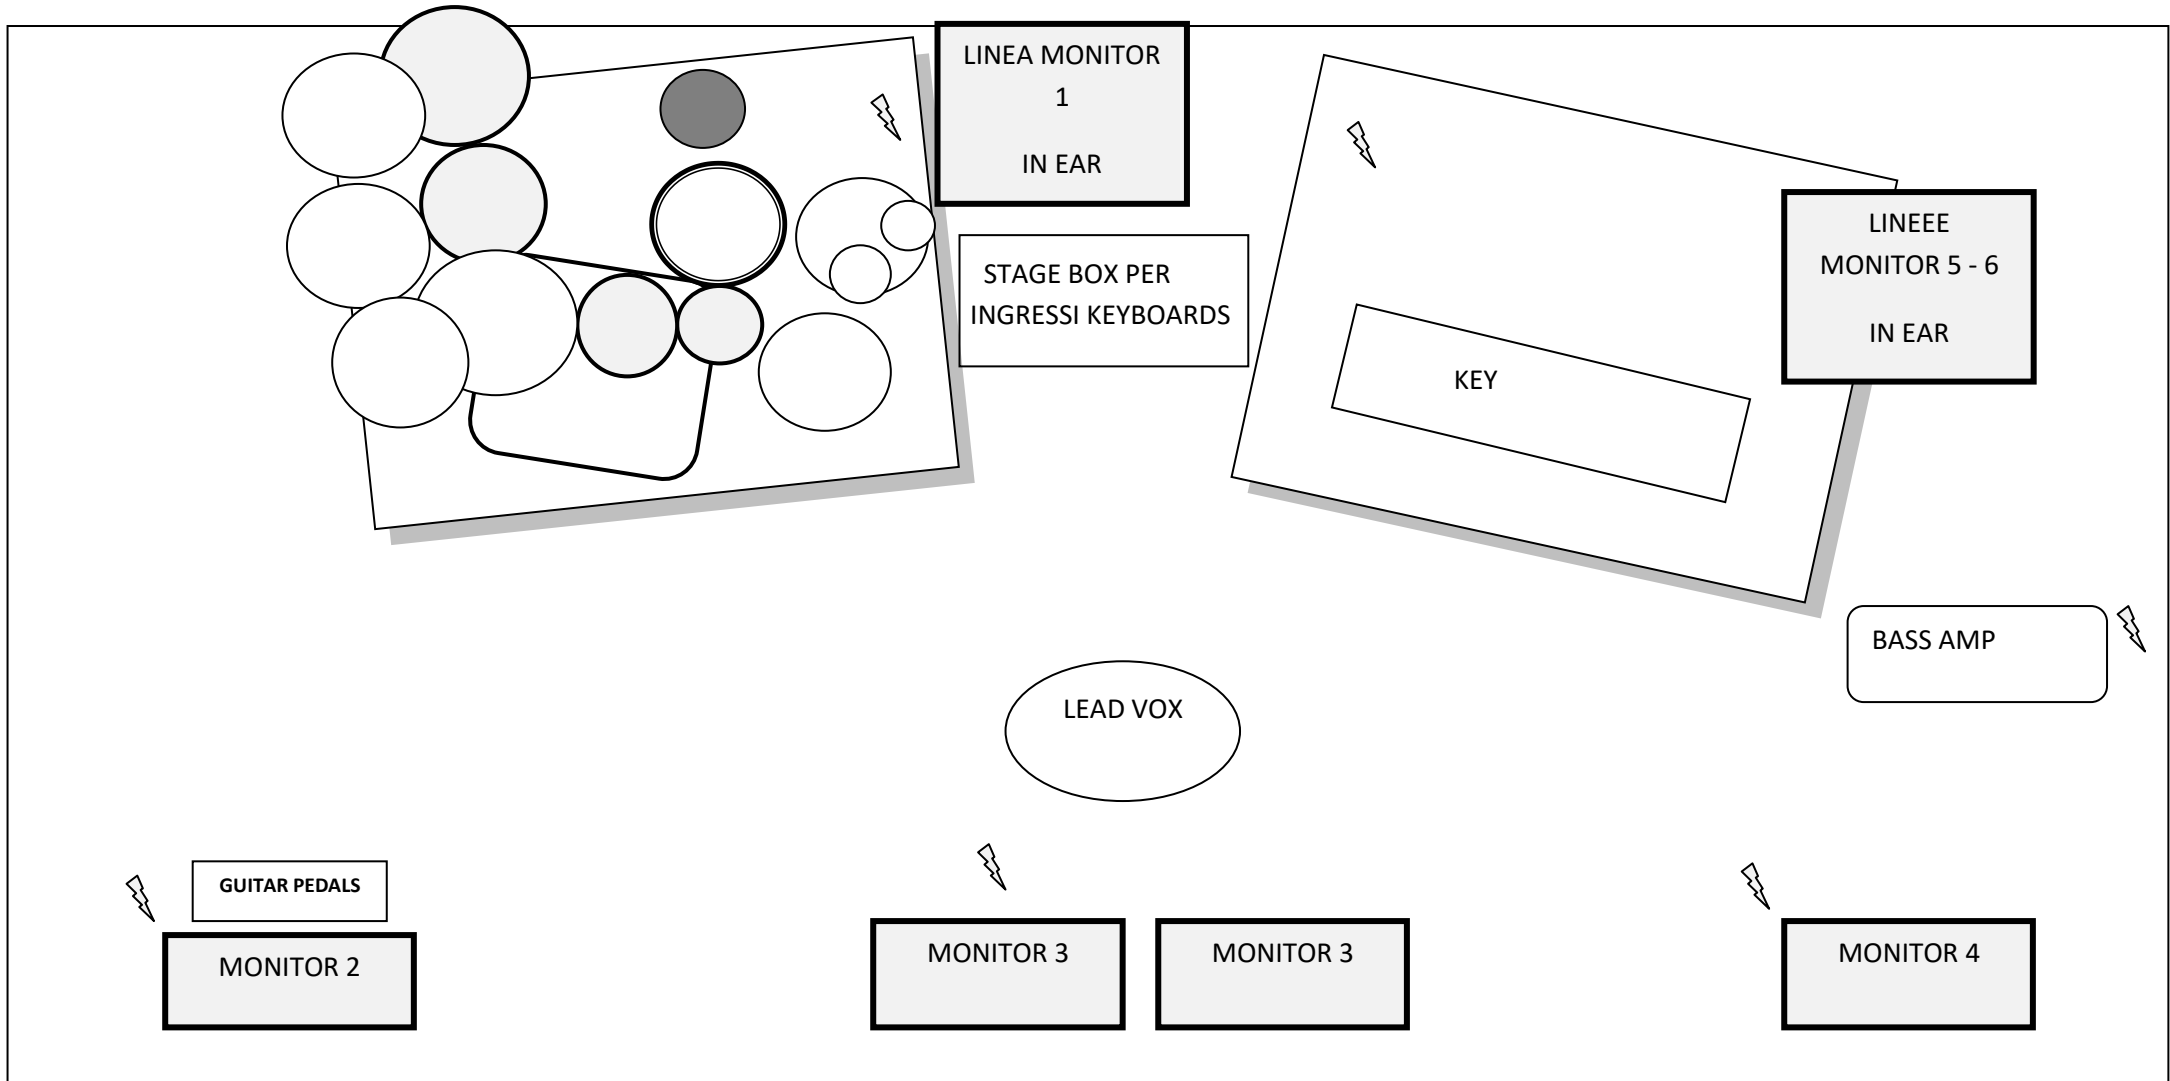 LINEA MONITOR
1
IN EAR
LINEEE
MONITOR 5 - 6
IN EAR
STAGE BOX PER
INGRESSI KEYBOARDS
KEY
BASS AMP
LEAD VOX
GUITAR PEDALS
MONITOR 2
MONITOR 3
MONITOR 3
MONITOR 4